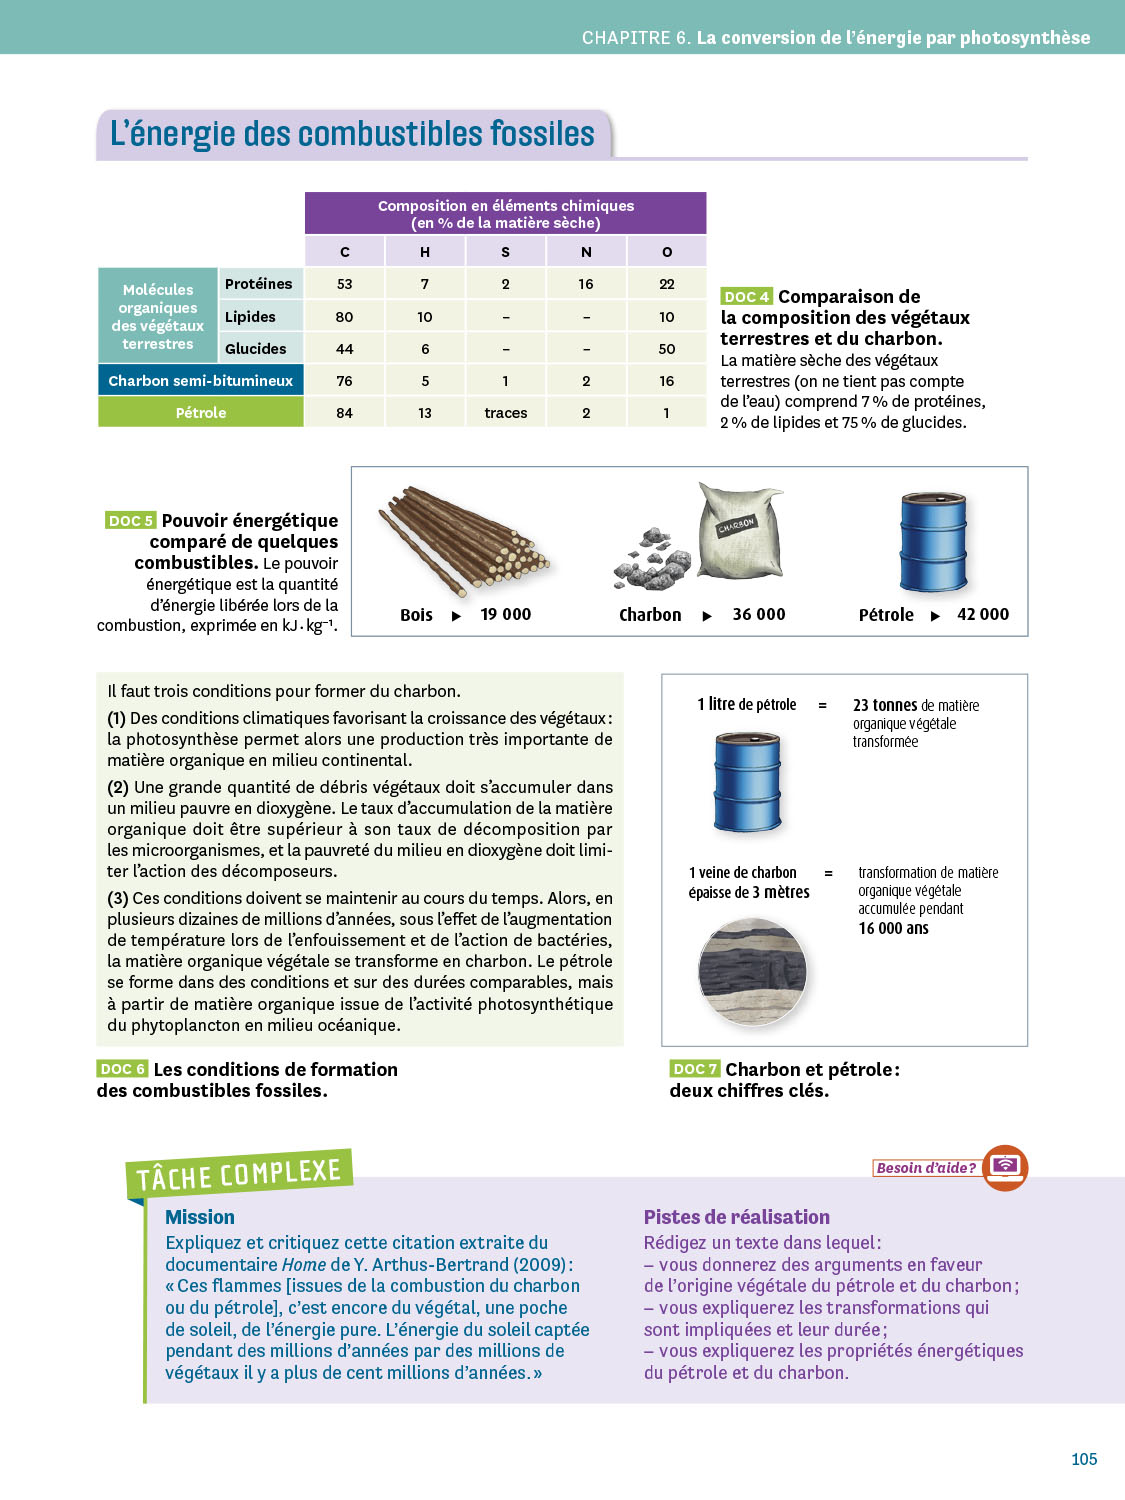 CHAPITRE 6. La conversion de l’énergie par photosynthèse
L’énergie des combustibles fossiles
Composition en éléments chimiques
(en % de la matière sèche)
C H S N O
Molécules
organiques
des végétaux
terrestres
Protéines 53 7 2 16 22
Lipides 80 10 – – 10
Glucides 44 6 – – 50
Charbon semi-bitumineux 76 5 1 2 16
Pétrole 84 13 traces 2 1
DOC 4 Comparaison de
la composition des végétaux
terrestres et du charbon.
La matière sèche des végétaux
terrestres (on ne tient pas compte
de l’eau) comprend 7 % de protéines,
2 % de lipides et 75 % de glucides.
DOC 5 Pouvoir énergétique
comparé de quelques
combustibles. Le pouvoir
énergétique est la quantité
d’énergie libérée lors de la
combustion, exprimée en kJ · kg⁻¹.
CHARBON
Bois ▶ 19 000
Charbon ▶ 36 000
Pétrole ▶ 42 000
Il faut trois conditions pour former du charbon.
(1) Des conditions climatiques favorisant la croissance des végétaux :
la photosynthèse permet alors une production très importante de
matière organique en milieu continental.
(2) Une grande quantité de débris végétaux doit s’accumuler dans
un milieu pauvre en dioxygène. Le taux d’accumulation de la matière
organique doit être supérieur à son taux de décomposition par
les microorganismes, et la pauvreté du milieu en dioxygène doit limi-
ter l’action des décomposeurs.
(3) Ces conditions doivent se maintenir au cours du temps. Alors, en
plusieurs dizaines de millions d’années, sous l’effet de l’augmentation
de température lors de l’enfouissement et de l’action de bactéries,
la matière organique végétale se transforme en charbon. Le pétrole
se forme dans des conditions et sur des durées comparables, mais
à partir de matière organique issue de l’activité photosynthétique
du phytoplancton en milieu océanique.
DOC 6 Les conditions de formation
des combustibles fossiles.
1 litre de pétrole = 23 tonnes de matière
organique végétale
transformée
1 veine de charbon
épaisse de 3 mètres
= transformation de matière
organique végétale
accumulée pendant
16 000 ans
DOC 7 Charbon et pétrole :
deux chiffres clés.
TÂCHE COMPLEXE
Besoin d’aide ?
Mission
Expliquez et critiquez cette citation extraite du
documentaire Home de Y. Arthus-Bertrand (2009) :
« Ces flammes [issues de la combustion du charbon
ou du pétrole], c’est encore du végétal, une poche
de soleil, de l’énergie pure. L’énergie du soleil captée
pendant des millions d’années par des millions de
végétaux il y a plus de cent millions d’années. »
Pistes de réalisation
Rédigez un texte dans lequel :
– vous donnerez des arguments en faveur
de l’origine végétale du pétrole et du charbon ;
– vous expliquerez les transformations qui
sont impliquées et leur durée ;
– vous expliquerez les propriétés énergétiques
du pétrole et du charbon.
105